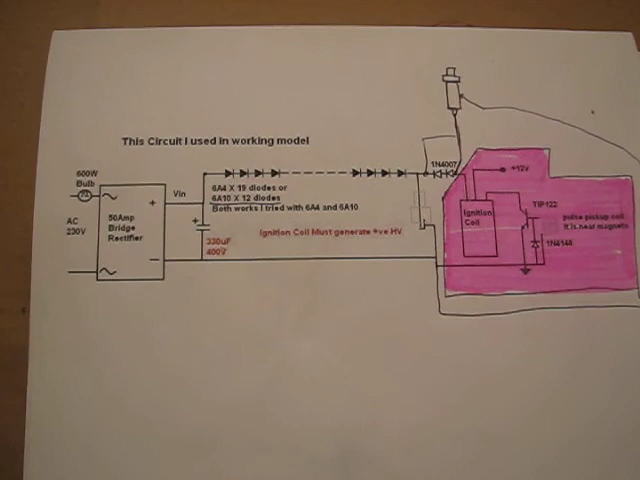 This Circuit I used in working model
600W
Bulb
AC
230V
50Amp
Bridge
Rectifier
+
−
Vin
+
330uF
400V
6A4 X 19 diodes or
6A10 X 12 diodes
Both works I tried with 6A4 and 6A10
Ignition Coil Must generate +ve HV
1N4007
+12V
Ignition
Coil
TIP122
pulse pickup coil
it is near magnets
1N4148